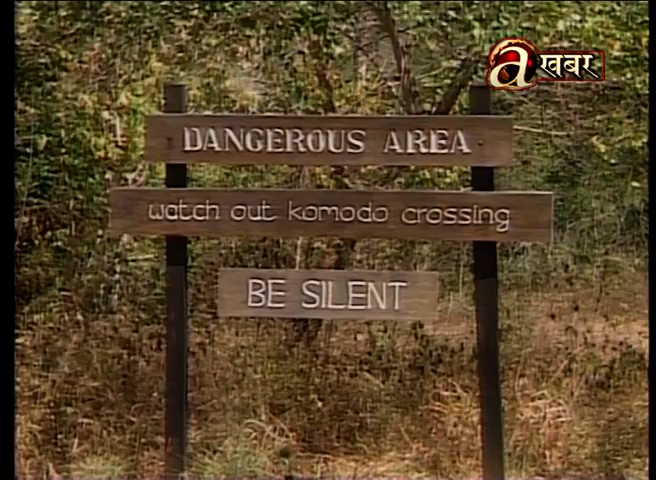 a खबर
DANGEROUS AREA
watch out komodo crossing
BE SILENT